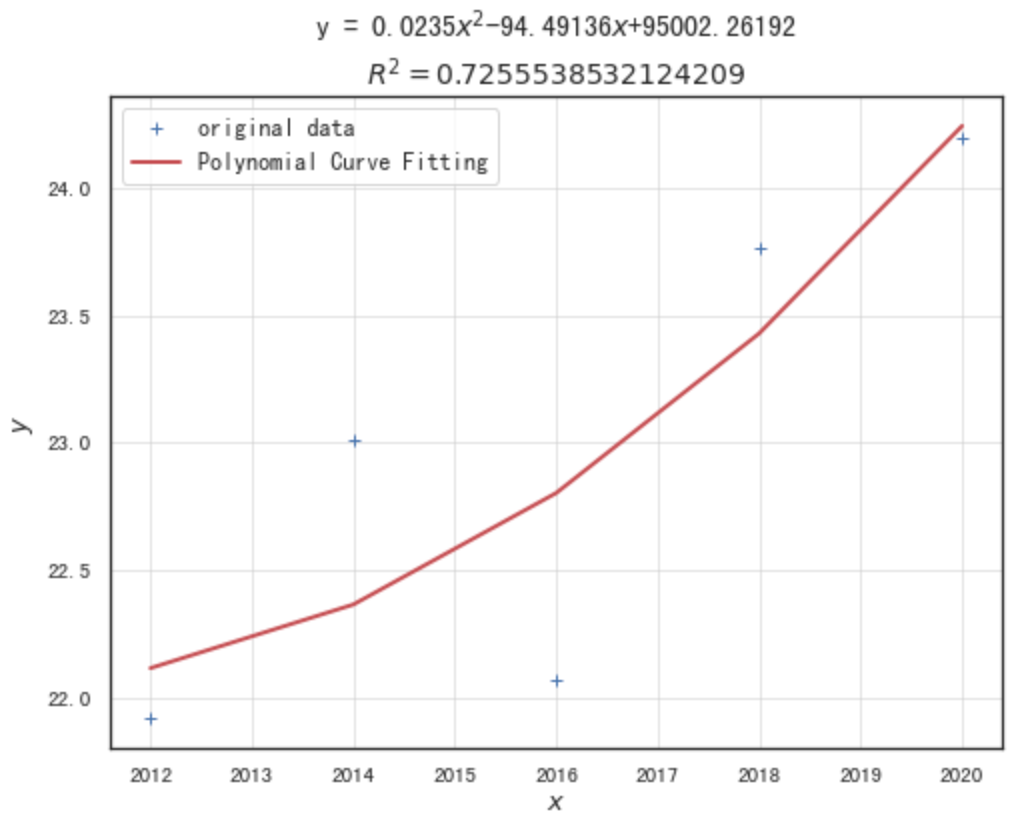 y = 0.0235x²−94.49136x+95002.26192
R² = 0.7255538532124209
original data
Polynomial Curve Fitting
24.0
23.5
23.0
22.5
22.0
y
2012 2013 2014 2015 2016 2017 2018 2019 2020
x